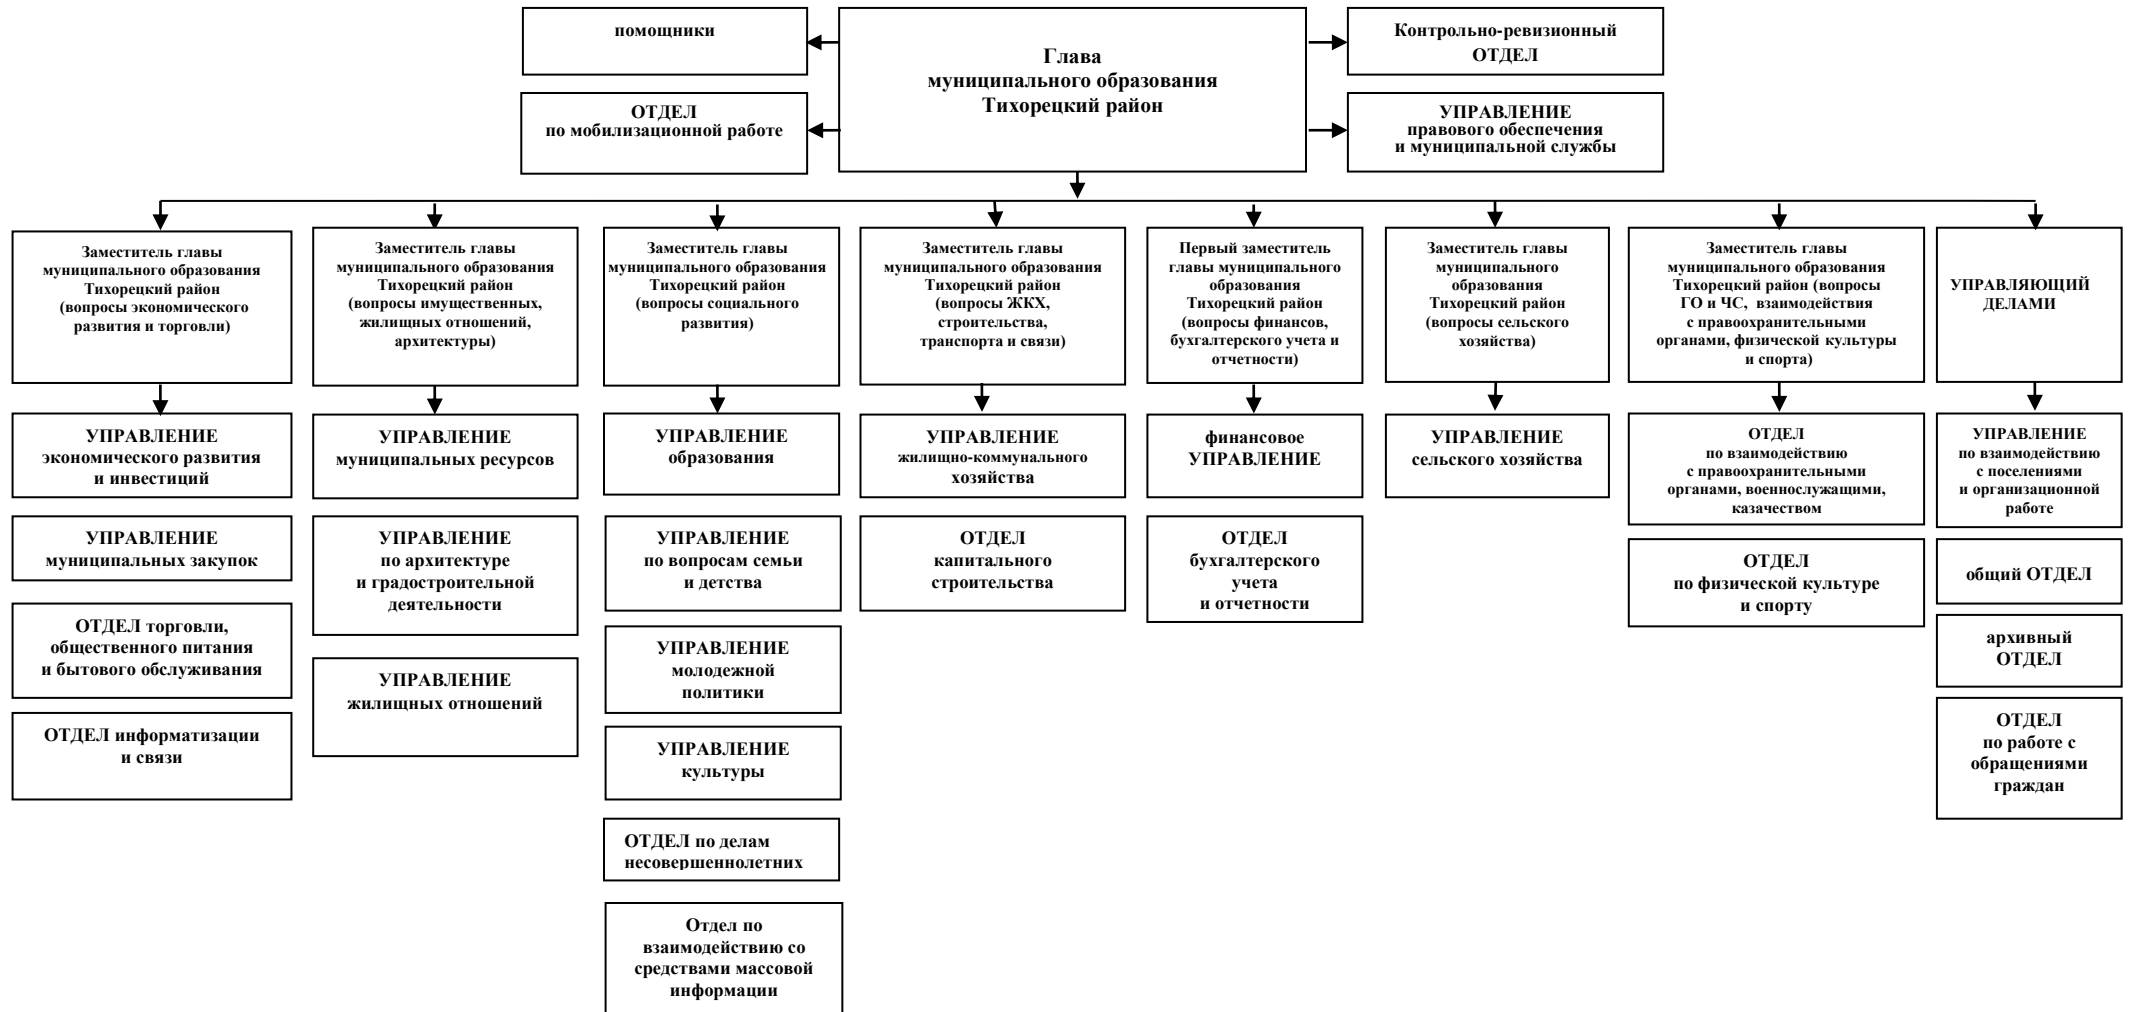 помощники
Глава
муниципального образования
Тихорецкий район
Контрольно-ревизионный
ОТДЕЛ
ОТДЕЛ
по мобилизационной работе
УПРАВЛЕНИЕ
правового обеспечения
и муниципальной службы
Заместитель главы
муниципального образования
Тихорецкий район
(вопросы экономического
развития и торговли)
Заместитель главы
муниципального образования
Тихорецкий район
(вопросы имущественных,
жилищных отношений,
архитектуры)
Заместитель главы
муниципального образования
Тихорецкий район
(вопросы социального
развития)
Заместитель главы
муниципального образования
Тихорецкий район
(вопросы ЖКХ,
строительства,
транспорта и связи)
Первый заместитель
главы муниципального
образования
Тихорецкий район
(вопросы финансов,
бухгалтерского учета и
отчетности)
Заместитель главы
муниципального
образования
Тихорецкий район
(вопросы сельского
хозяйства)
Заместитель главы
муниципального образования
Тихорецкий район (вопросы
ГО и ЧС, взаимодействия
с правоохранительными
органами, физической культуры
и спорта)
УПРАВЛЯЮЩИЙ
ДЕЛАМИ
УПРАВЛЕНИЕ
экономического развития
и инвестиций
УПРАВЛЕНИЕ
муниципальных ресурсов
УПРАВЛЕНИЕ
образования
УПРАВЛЕНИЕ
жилищно-коммунального
хозяйства
финансовое
УПРАВЛЕНИЕ
УПРАВЛЕНИЕ
сельского хозяйства
ОТДЕЛ
по взаимодействию
с правоохранительными
органами, военнослужащими,
казачеством
УПРАВЛЕНИЕ
по взаимодействию
с поселениями
и организационной
работе
УПРАВЛЕНИЕ
муниципальных закупок
УПРАВЛЕНИЕ
по архитектуре
и градостроительной
деятельности
УПРАВЛЕНИЕ
по вопросам семьи
и детства
ОТДЕЛ
капитального
строительства
ОТДЕЛ
бухгалтерского
учета
и отчетности
ОТДЕЛ
по физической культуре
и спорту
общий ОТДЕЛ
ОТДЕЛ торговли,
общественного питания
и бытового обслуживания
УПРАВЛЕНИЕ
жилищных отношений
УПРАВЛЕНИЕ
молодежной
политики
архивный
ОТДЕЛ
ОТДЕЛ информатизации
и связи
УПРАВЛЕНИЕ
культуры
ОТДЕЛ
по работе с
обращениями
граждан
ОТДЕЛ по делам
несовершеннолетних
Отдел по
взаимодействию со
средствами массовой
информации